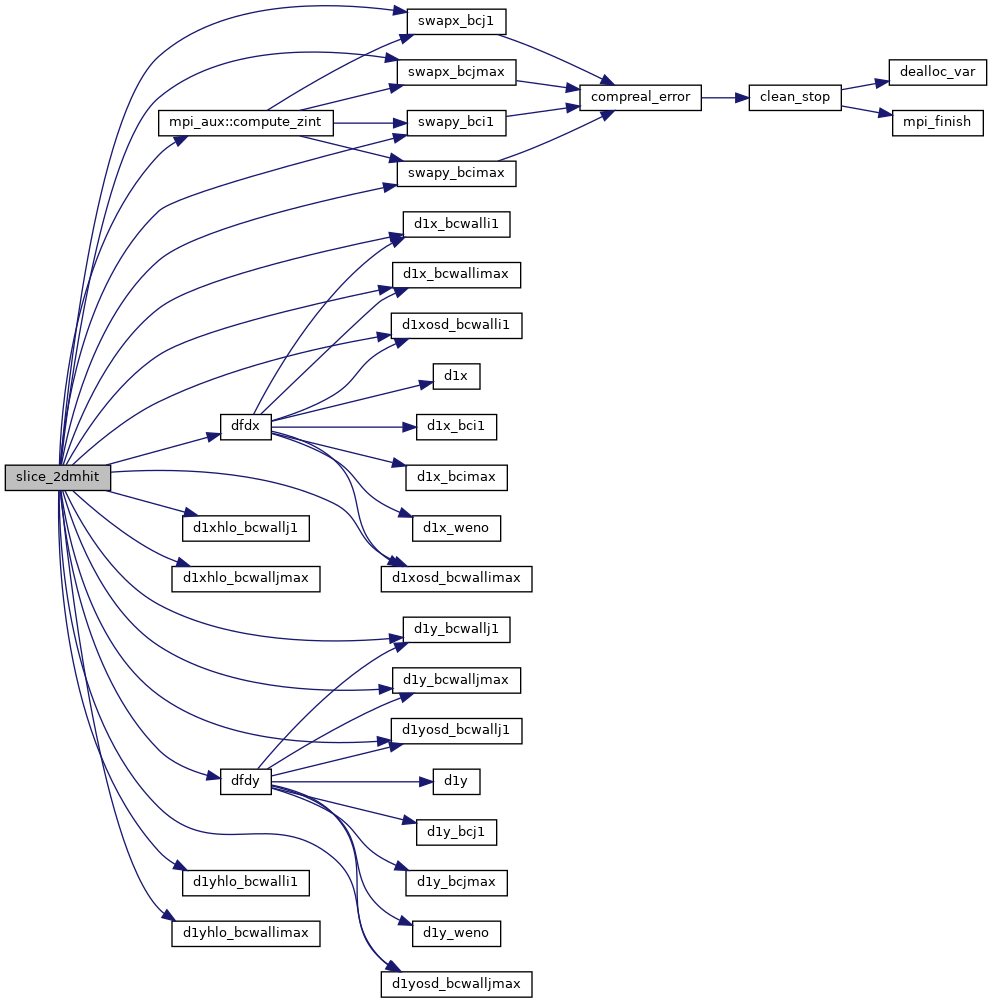 swapx_bcj1
swapx_bcjmax
dealloc_var
compreal_error
clean_stop
mpi_aux::compute_zint
swapy_bci1
mpi_finish
swapy_bcimax
d1x_bcwalli1
d1x_bcwallimax
d1xosd_bcwalli1
d1x
dfdx
d1x_bci1
slice_2dmhit
d1x_bcimax
d1xhlo_bcwallj1
d1x_weno
d1xhlo_bcwalljmax
d1xosd_bcwallimax
d1y_bcwallj1
d1y_bcwalljmax
d1yosd_bcwallj1
dfdy
d1y
d1y_bcj1
d1yhlo_bcwalli1
d1y_bcjmax
d1yhlo_bcwallimax
d1y_weno
d1yosd_bcwalljmax